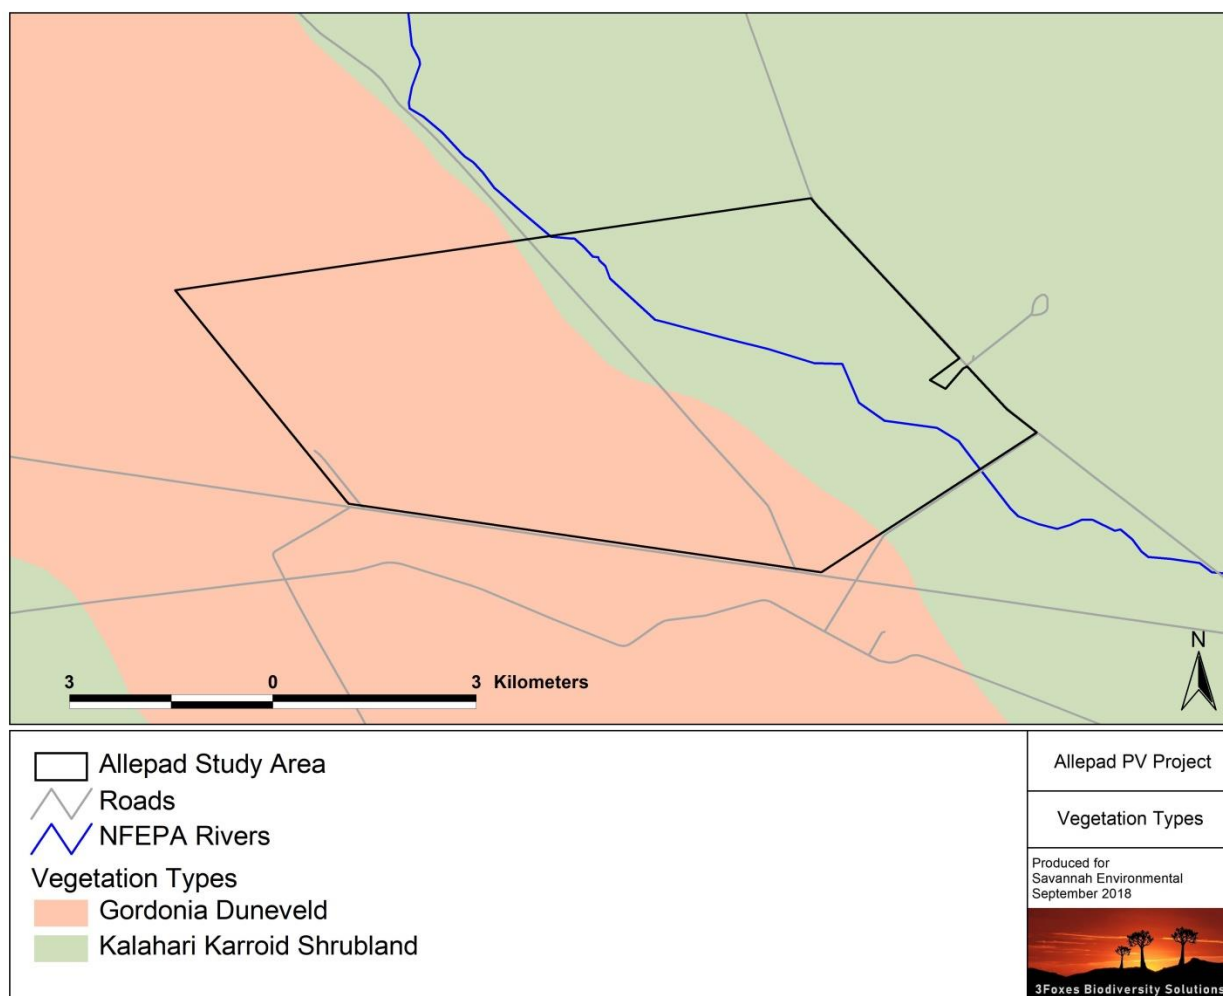 N
3 0 3 Kilometers
Allepad Study Area
Roads
NFEPA Rivers
Vegetation Types
Gordonia Duneveld
Kalahari Karroid Shrubland
Allepad PV Project
Vegetation Types
Produced for
Savannah Environmental
September 2018
3Foxes Biodiversity Solutions